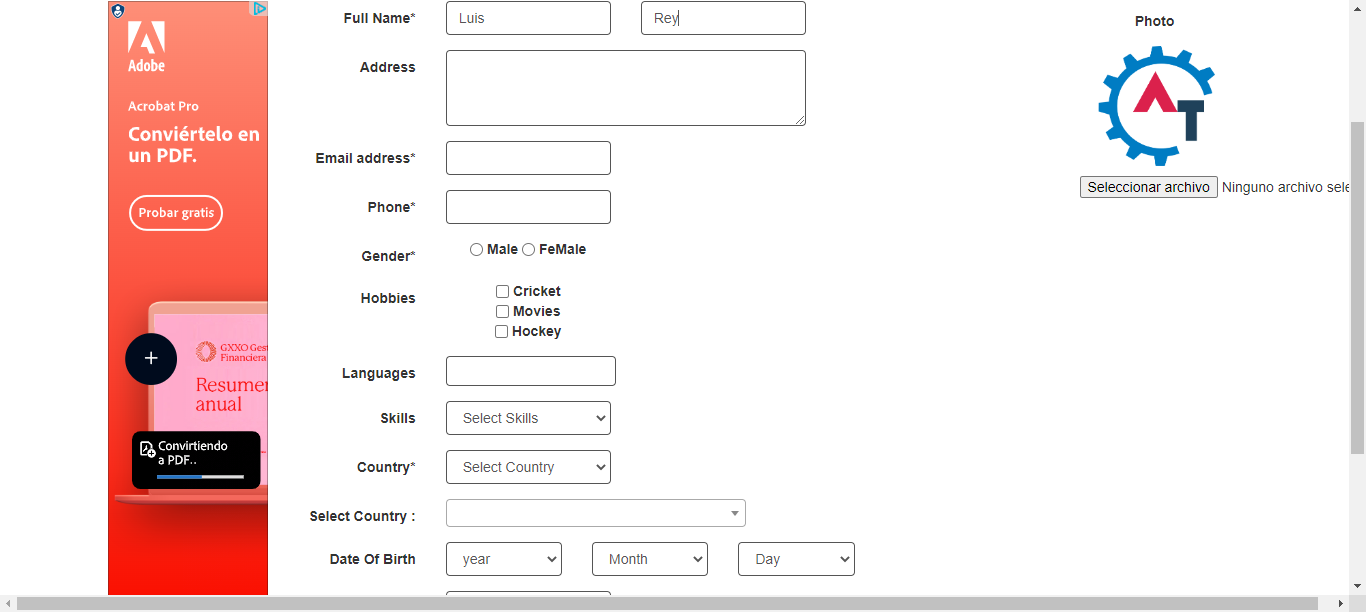 Adobe
Acrobat Pro
Conviértelo en
un PDF.
Probar gratis
GXXO Gest
Financiera
Resumen
anual
Convirtiendo
a PDF..
Full Name* Luis Rey
Address
Email address*
Phone*
Gender* Male FeMale
Hobbies Cricket
Movies
Hockey
Languages
Skills Select Skills
Country* Select Country
Select Country :
Date Of Birth year Month Day
Photo
AT
Seleccionar archivo Ninguno archivo sele